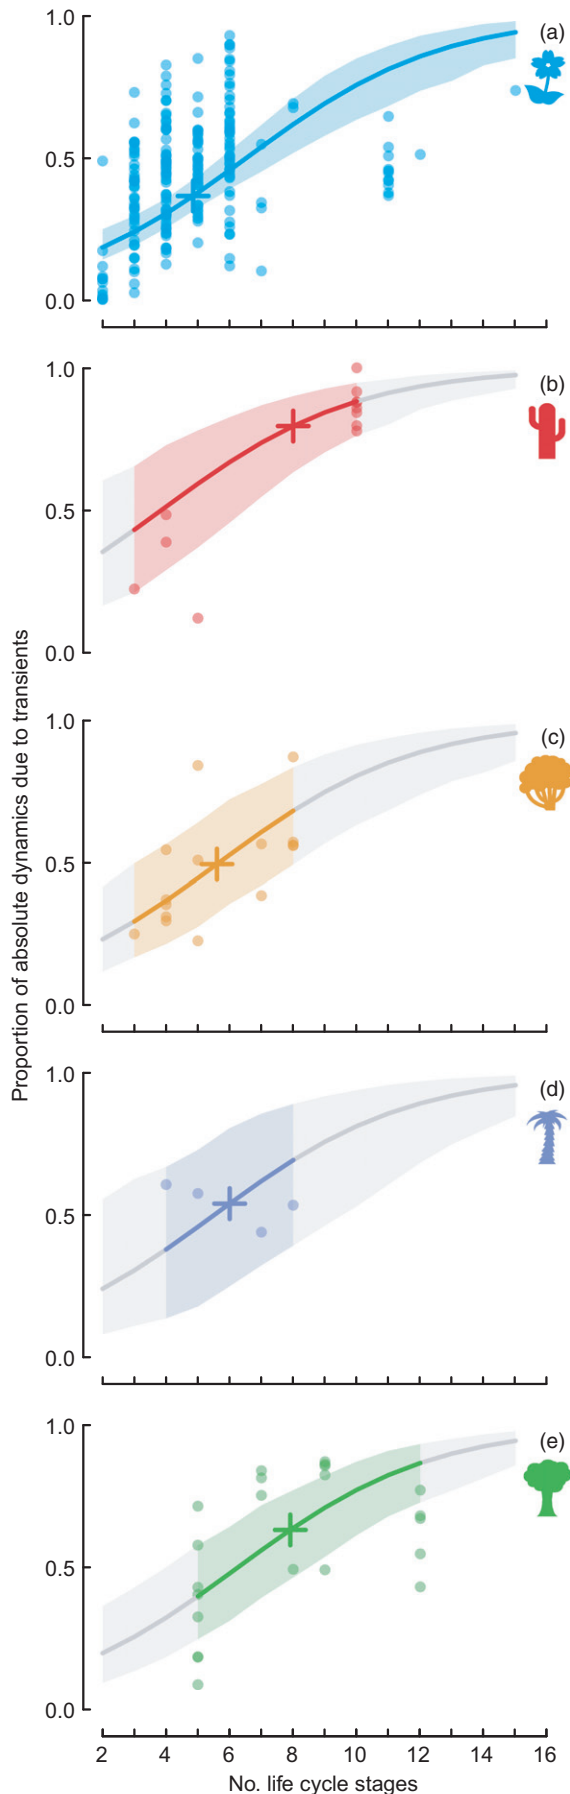 Proportion of absolute dynamics due to transients
(a)
1.0
0.5
0.0
(b)
1.0
0.5
0.0
(c)
1.0
0.5
0.0
(d)
1.0
0.5
0.0
(e)
1.0
0.5
0.0
2 4 6 8 10 12 14 16
No. life cycle stages